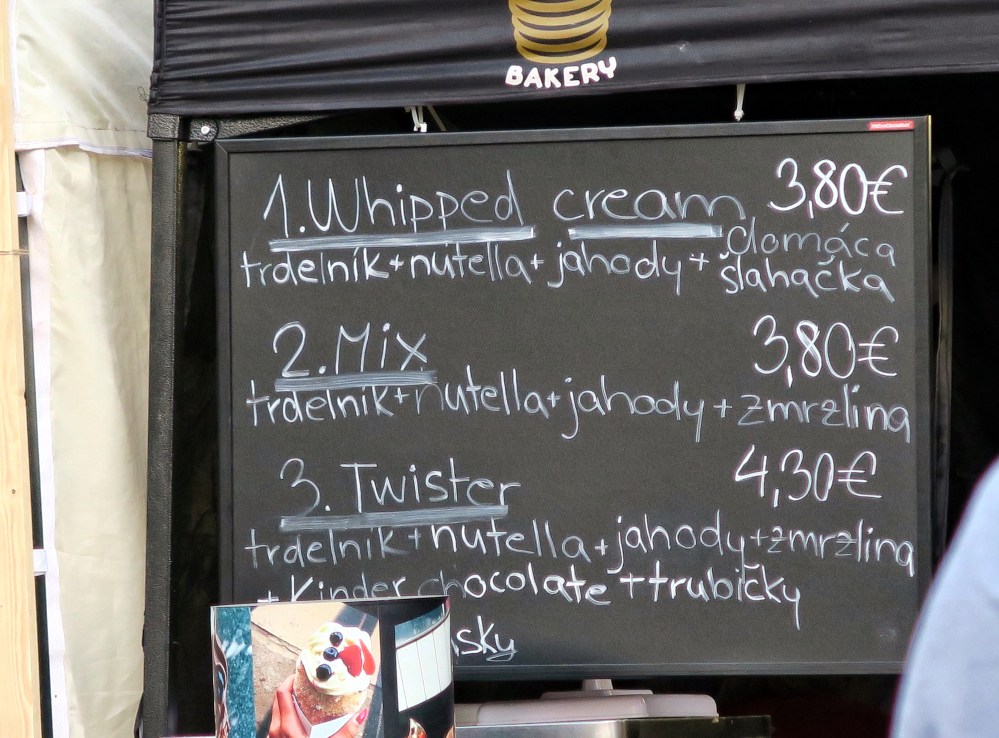 BAKERY
1. Whipped cream 3,80€
domáca
trdelník+nutella+jahody + šlahačka
2. Mix 3,80€
trdelník+nutella+jahody + zmrzlina
3. Twister 4,30€
trdelník+nutella+jahody+zmrzlina
+ Kinder chocolate + trubičky